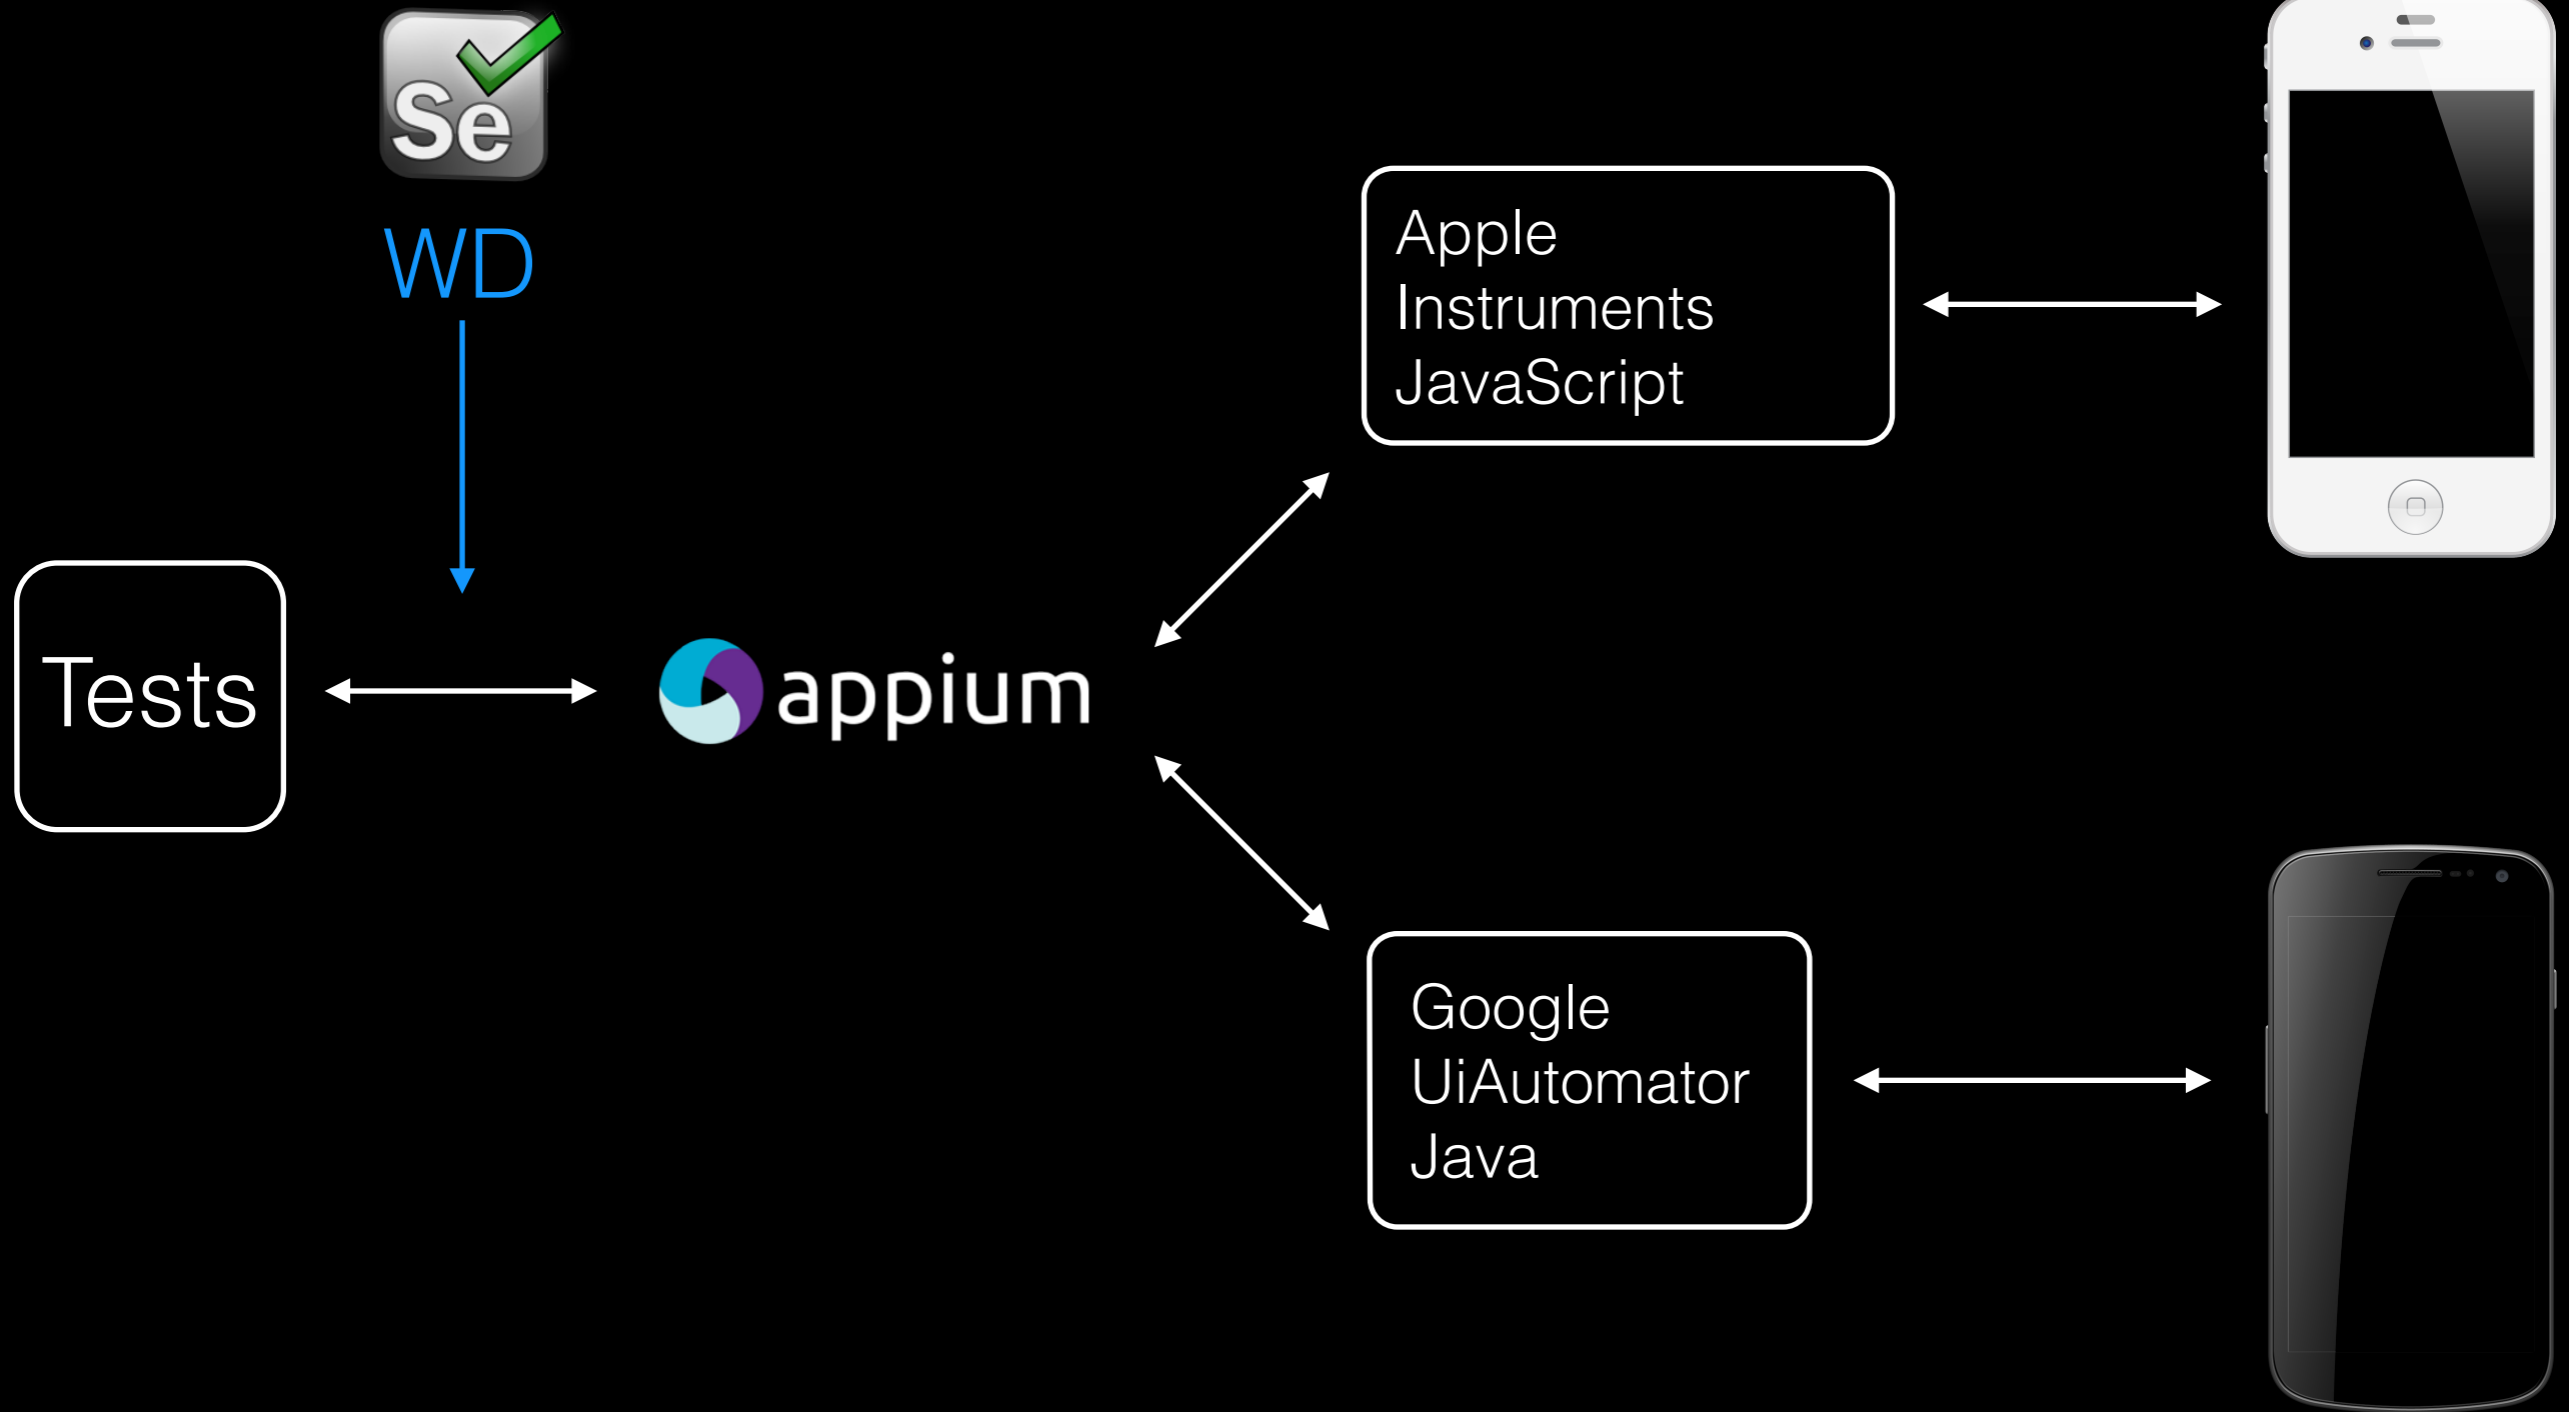 Se
WD
Apple
Instruments
JavaScript
Tests
appium
Google
UiAutomator
Java